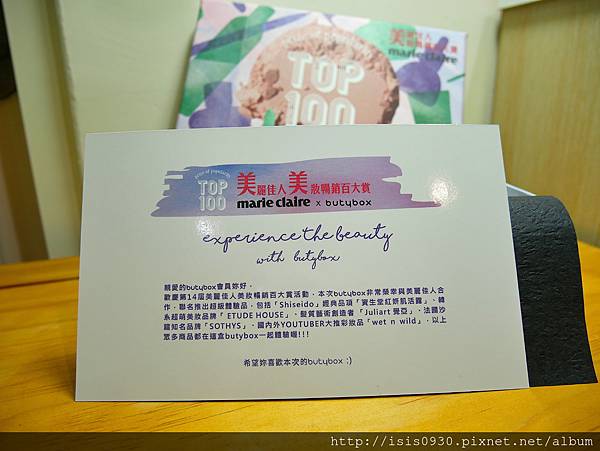 美麗佳人
marie claire
TOP
100
price of popularity
TOP
100
美麗佳人美妝暢銷百大賞
marie claire x butybox
experience the beauty
with butybox
親愛的butybox會員妳好，
歡慶第14屆美麗佳人美妝暢銷百大賞活動，本次butybox非常榮幸與美麗佳人合
作，聯名推出超級體驗品，包括「Shiseido」經典品項「資生堂紅妍肌活露」、韓
系超萌美妝品牌「 ETUDE HOUSE」、髮質藝術創造者 「Juliart 覺亞」、法國沙
龍知名品牌「SOTHYS」、國內外YOUTUBER大推彩妝品「wet n wild」，以上
眾多商品都在這盒butybox一起體驗喔!!!
希望妳喜歡本次的butybox :)
http://isis0930.pixnet.net/album